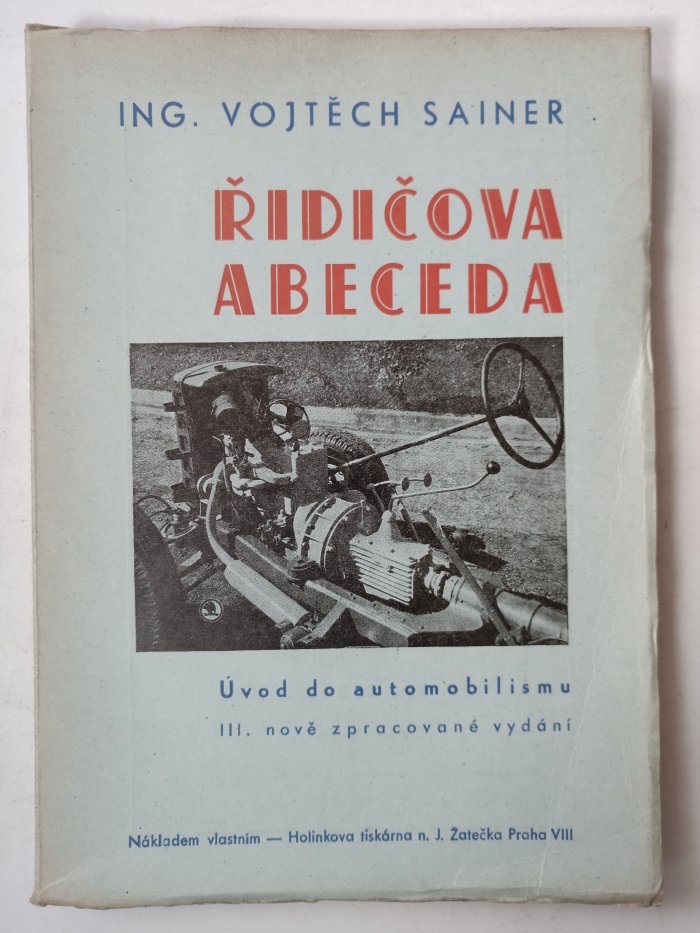 ING. VOJTĚCH SAINER
ŘIDIČOVA
ABECEDA
Úvod do automobilismu
III. nově zpracované vydání
Nákladem vlastním — Holinkova tiskárna n. J. Žatečka Praha VIII